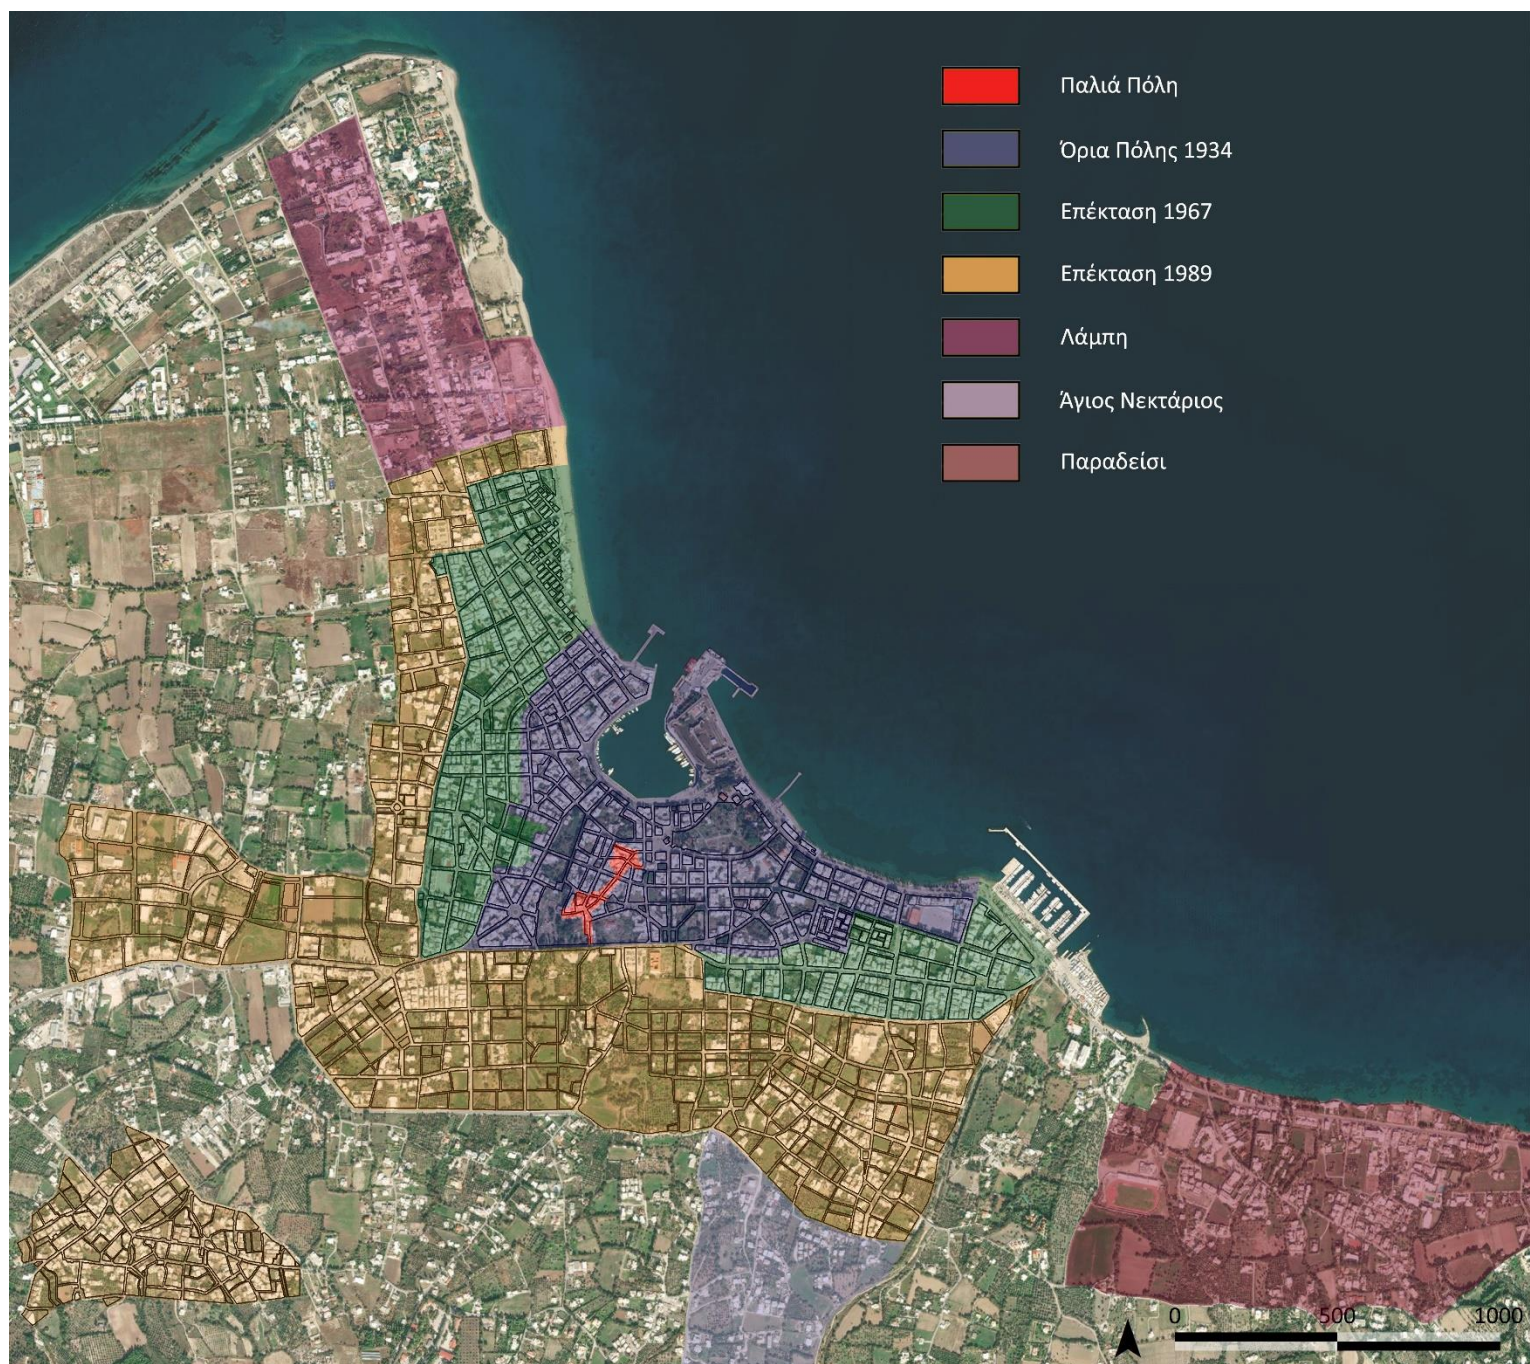 Παλιά Πόλη
Όρια Πόλης 1934
Επέκταση 1967
Επέκταση 1989
Λάμπη
Άγιος Νεκτάριος
Παραδείσι
0 500 1000